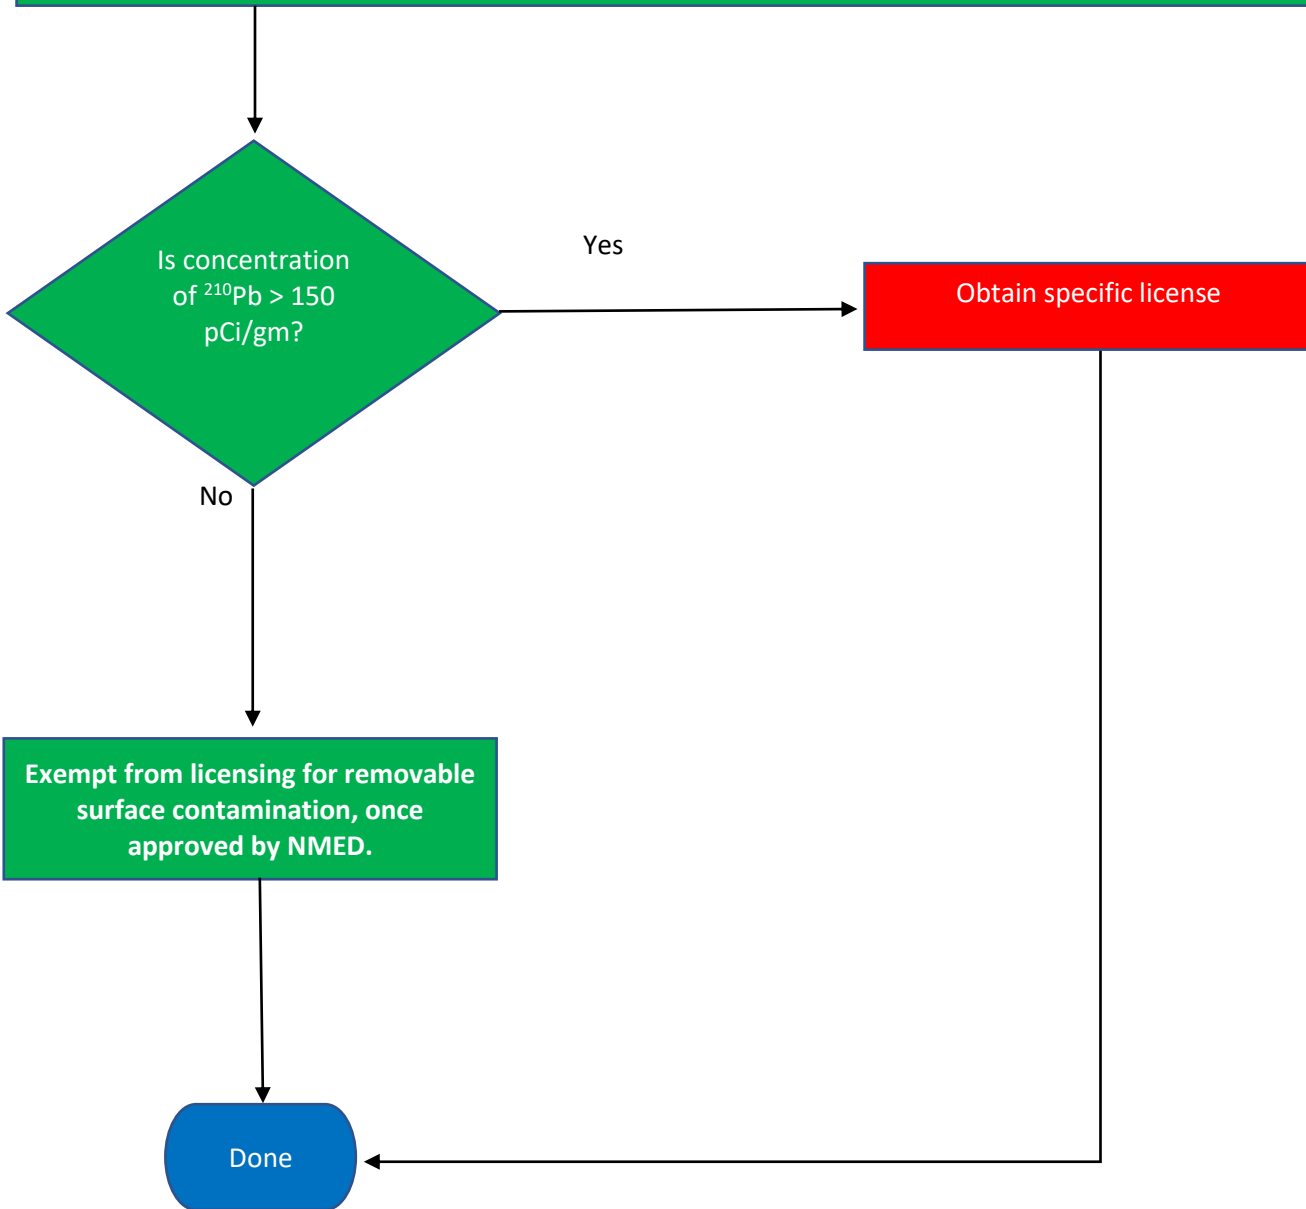 Is concentration
of ²¹⁰Pb > 150
pCi/gm?
Yes
Obtain specific license
No
Exempt from licensing for removable
surface contamination, once
approved by NMED.
Done